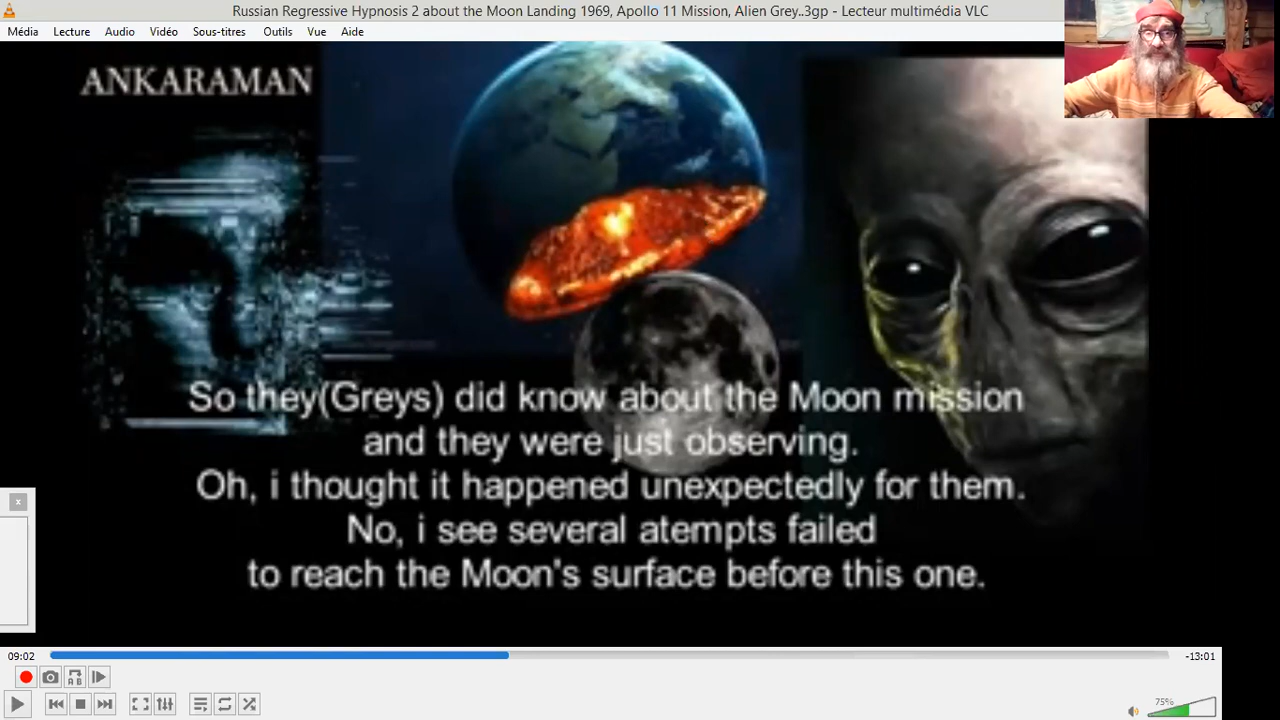 Russian Regressive Hypnosis 2 about the Moon Landing 1969, Apollo 11 Mission, Alien Grey..3gp - Lecteur multimédia VLC
Média Lecture Audio Vidéo Sous-titres Outils Vue Aide
ANKARAMAN
So they(Greys) did know about the Moon mission
and they were just observing.
Oh, i thought it happened unexpectedly for them.
No, i see several atempts failed
to reach the Moon's surface before this one.
x
09:02 -13:01
A B
75%